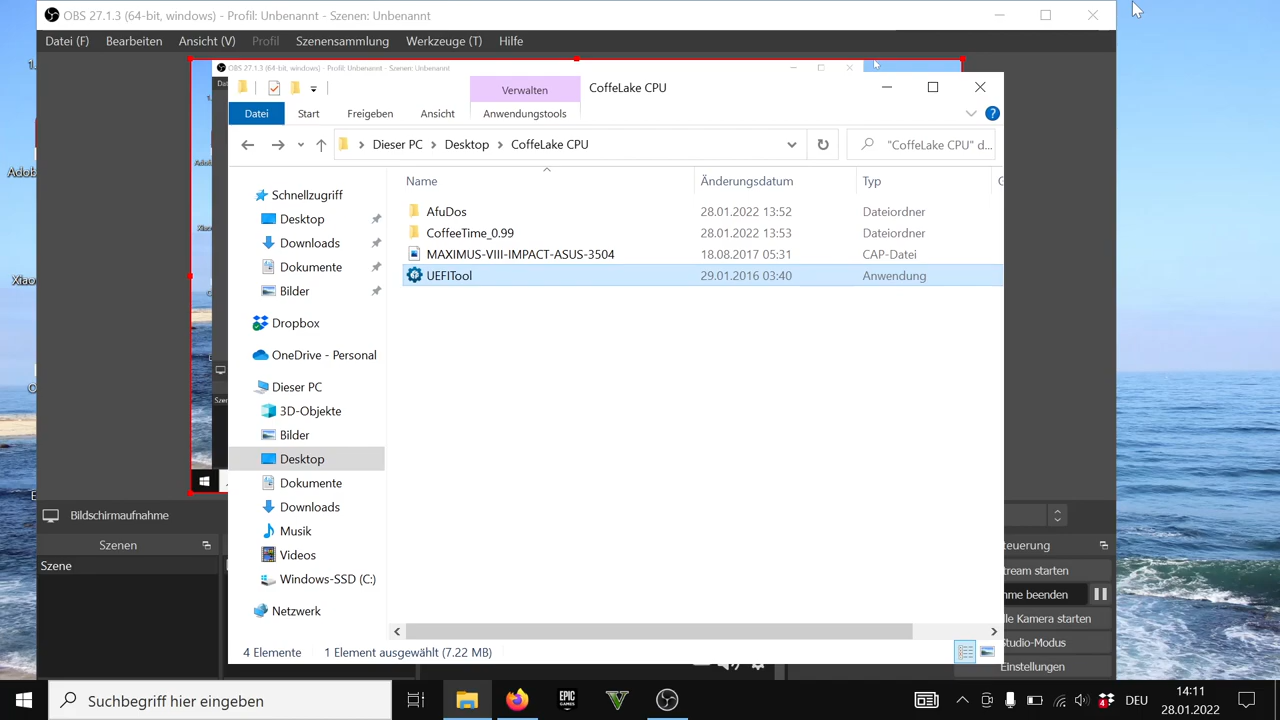 OBS 27.1.3 (64-bit, windows) - Profil: Unbenannt - Szenen: Unbenannt
Datei (F) Bearbeiten Ansicht (V) Profil Szenensammlung Werkzeuge (T) Hilfe
OBS 27.1.3 (64-bit, windows) - Profil: Unbenannt - Szenen: Unbenannt
Verwalten CoffeLake CPU
Datei Start Freigeben Ansicht Anwendungstools
Dieser PC Desktop CoffeLake CPU "CoffeLake CPU" d...
Name Änderungsdatum Typ
Schnellzugriff
Desktop
Downloads
Dokumente
Bilder
Dropbox
OneDrive - Personal
Dieser PC
3D-Objekte
Bilder
Desktop
Dokumente
Downloads
Musik
Videos
Windows-SSD (C:)
Netzwerk
AfuDos 28.01.2022 13:52 Dateiordner
CoffeeTime_0.99 28.01.2022 13:53 Dateiordner
MAXIMUS-VIII-IMPACT-ASUS-3504 18.08.2017 05:31 CAP-Datei
UEFITool 29.01.2016 03:40 Anwendung
4 Elemente 1 Element ausgewählt (7.22 MB)
Bildschirmaufnahme
Szenen
Szene
teuerung
tream starten
me beenden
lle Kamera starten
tudio-Modus
Einstellungen
Adob
Xiao
Suchbegriff hier eingeben
EPIC GAMES
DEU
14:11
28.01.2022